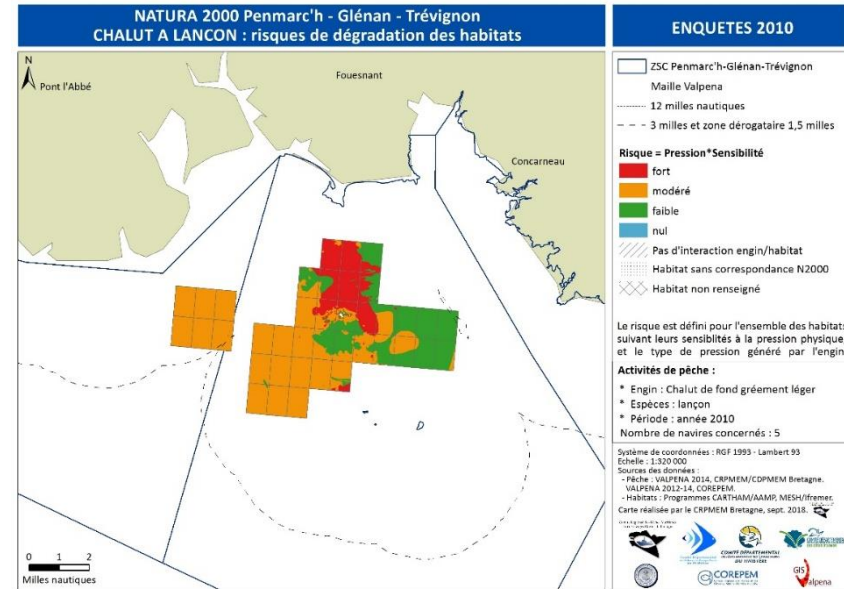 NATURA 2000 Penmarc'h - Glénan - Trévignon
CHALUT A LANCON : risques de dégradation des habitats
N
Pont l'Abbé
Fouesnant
Concarneau
D
0 1 2
Milles nautiques
ENQUETES 2010
ZSC Penmarc'h-Glénan-Trévignon
Maille Valpena
12 milles nautiques
3 milles et zone dérogataire 1,5 milles
Risque = Pression*Sensibilité
fort
modéré
faible
nul
Pas d'interaction engin/habitat
Habitat sans correspondance N2000
Habitat non renseigné
Le risque est défini pour l'ensemble des habitats
suivant leurs sensiblités à la pression physique,
et le type de pression généré par l'engin
Activités de pêche :
* Engin : Chalut de fond gréement léger
* Espèces : lançon
* Période : année 2010
Nombre de navires concernés : 5
Système de coordonnées : RGF 1993 - Lambert 93
Echelle : 1:320 000
Sources des données :
- Pêche : VALPENA 2014, CRPMEM/CDPMEM Bretagne.
VALPENA 2012-14, COREPEM.
- Habitats : Programmes CARTHAM/AAMP, MESH/Ifremer.
Carte réalisée par le CRPMEM Bretagne, sept. 2018.
COMITÉ DÉPARTEMENTAL
COREPEM
GIS
Valpena